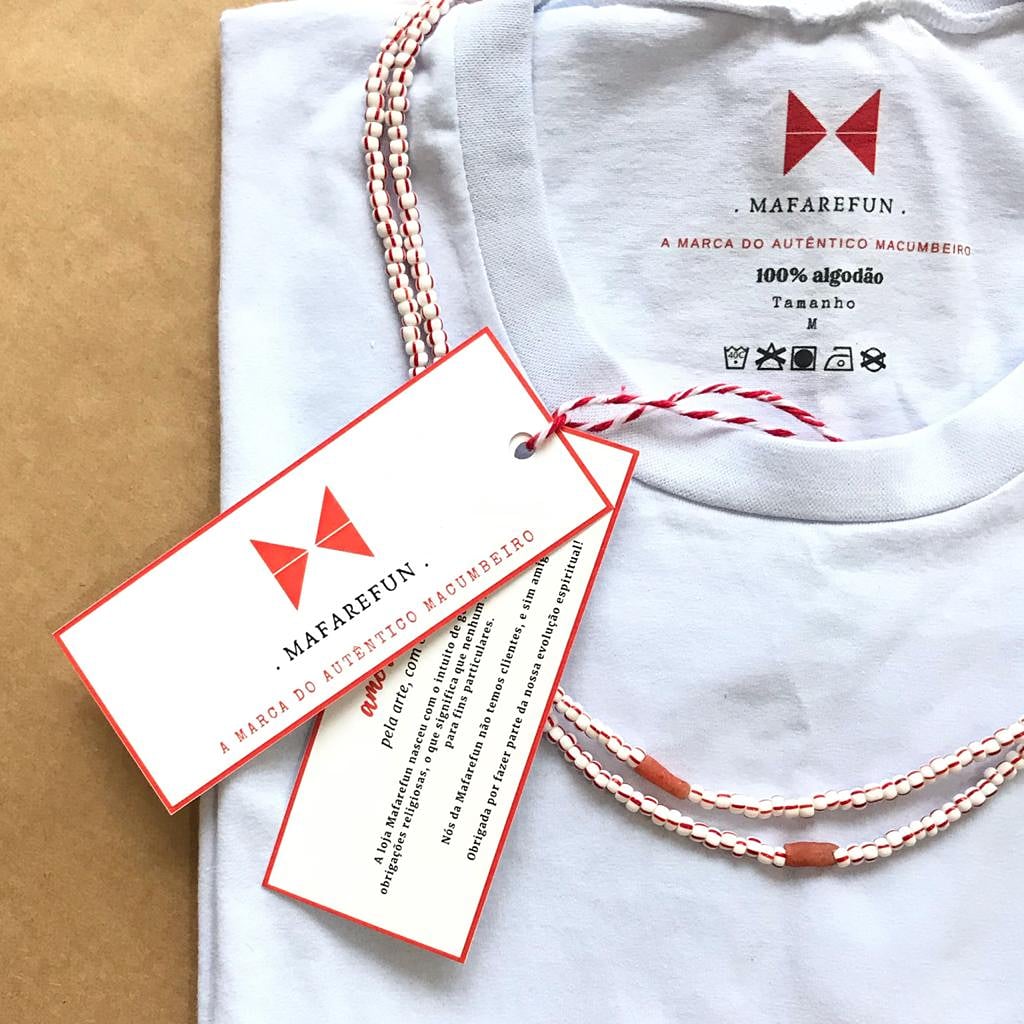 . MAFAREFUN .
A MARCA DO AUTÊNTICO MACUMBEIRO
100% algodão
Tamanho
M
40C
. MAFAREFUN .
A MARCA DO AUTÊNTICO MACUMBEIRO
pela arte, com
A loja Mafarefun nasceu com o intuito de
obrigações religiosas, o que significa que nenhum
para fins particulares.
Nós da Mafarefun não temos clientes, e sim
Obrigada por fazer parte da nossa evolução espiritual!